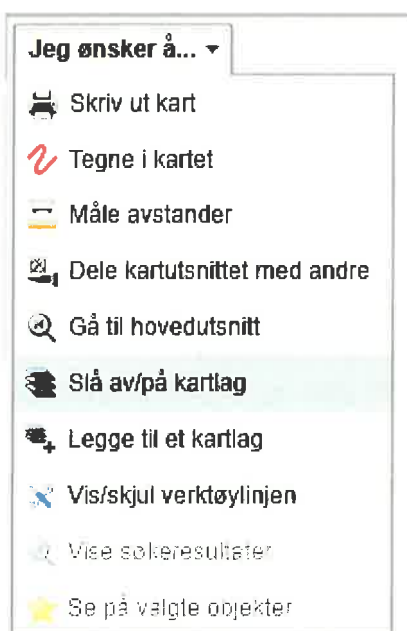 Jeg ønsker å...
Skriv ut kart
Tegne i kartet
Måle avstander
Dele kartutsnittet med andre
Gå til hovedutsnitt
Slå av/på kartlag
Legge til et kartlag
Vis/skjul verktøylinjen
Vise søkeresultater
Se på valgte objekter